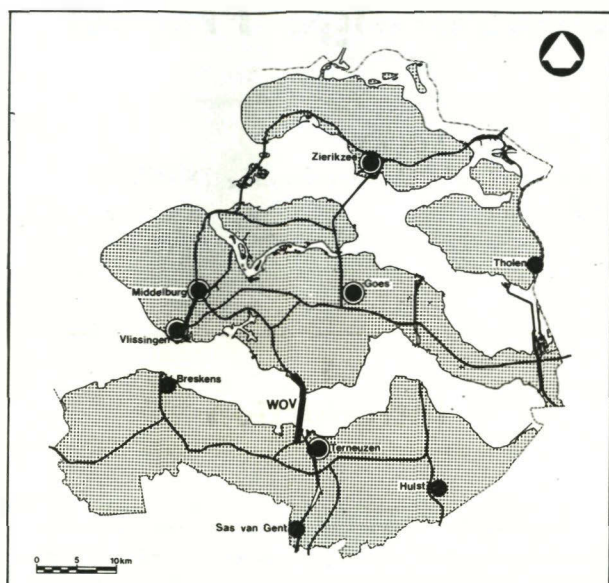 Zierikzee
Tholen
Middelburg
Goes
Vlissingen
Breskens
WOV
Terneuzen
Hulst
Sas van Gent
0 5 10km